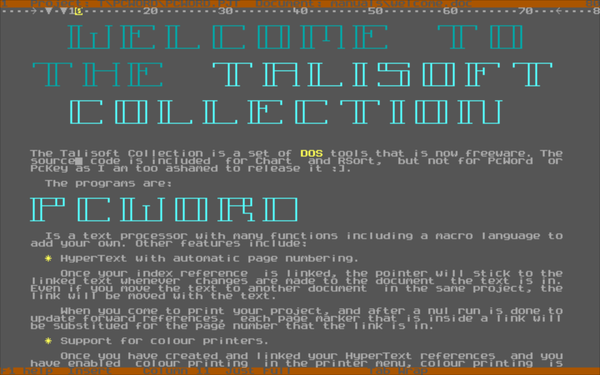 10 20 30 40 50 60 70
WELCOME TO
THE TALISOFT
COLLECTION
The Talisoft Collection is a set of DOS tools that is now freeware. The
source code is included for Chart and RSort, but not for PcWord or
PcKey as I am too ashamed to release it :].
The programs are:
PCWORD
Is a text processor with many functions including a macro language to
add your own. Other features include:
* HyperText with automatic page numbering.
Once your index reference is linked, the pointer will stick to the
linked text whenever changes are made to the document the text is in.
Even if you move the text to another document in the same project, the
link will be moved with the text.
When you come to print your project, and after a nul run is done to
update forward references, each page marker that is inside a link will
be substitued for the page number that the link is in.
* Support for colour printers.
Once you have created and linked your HyperText references and you
have enabled colour printing in the printer menu, colour printing is